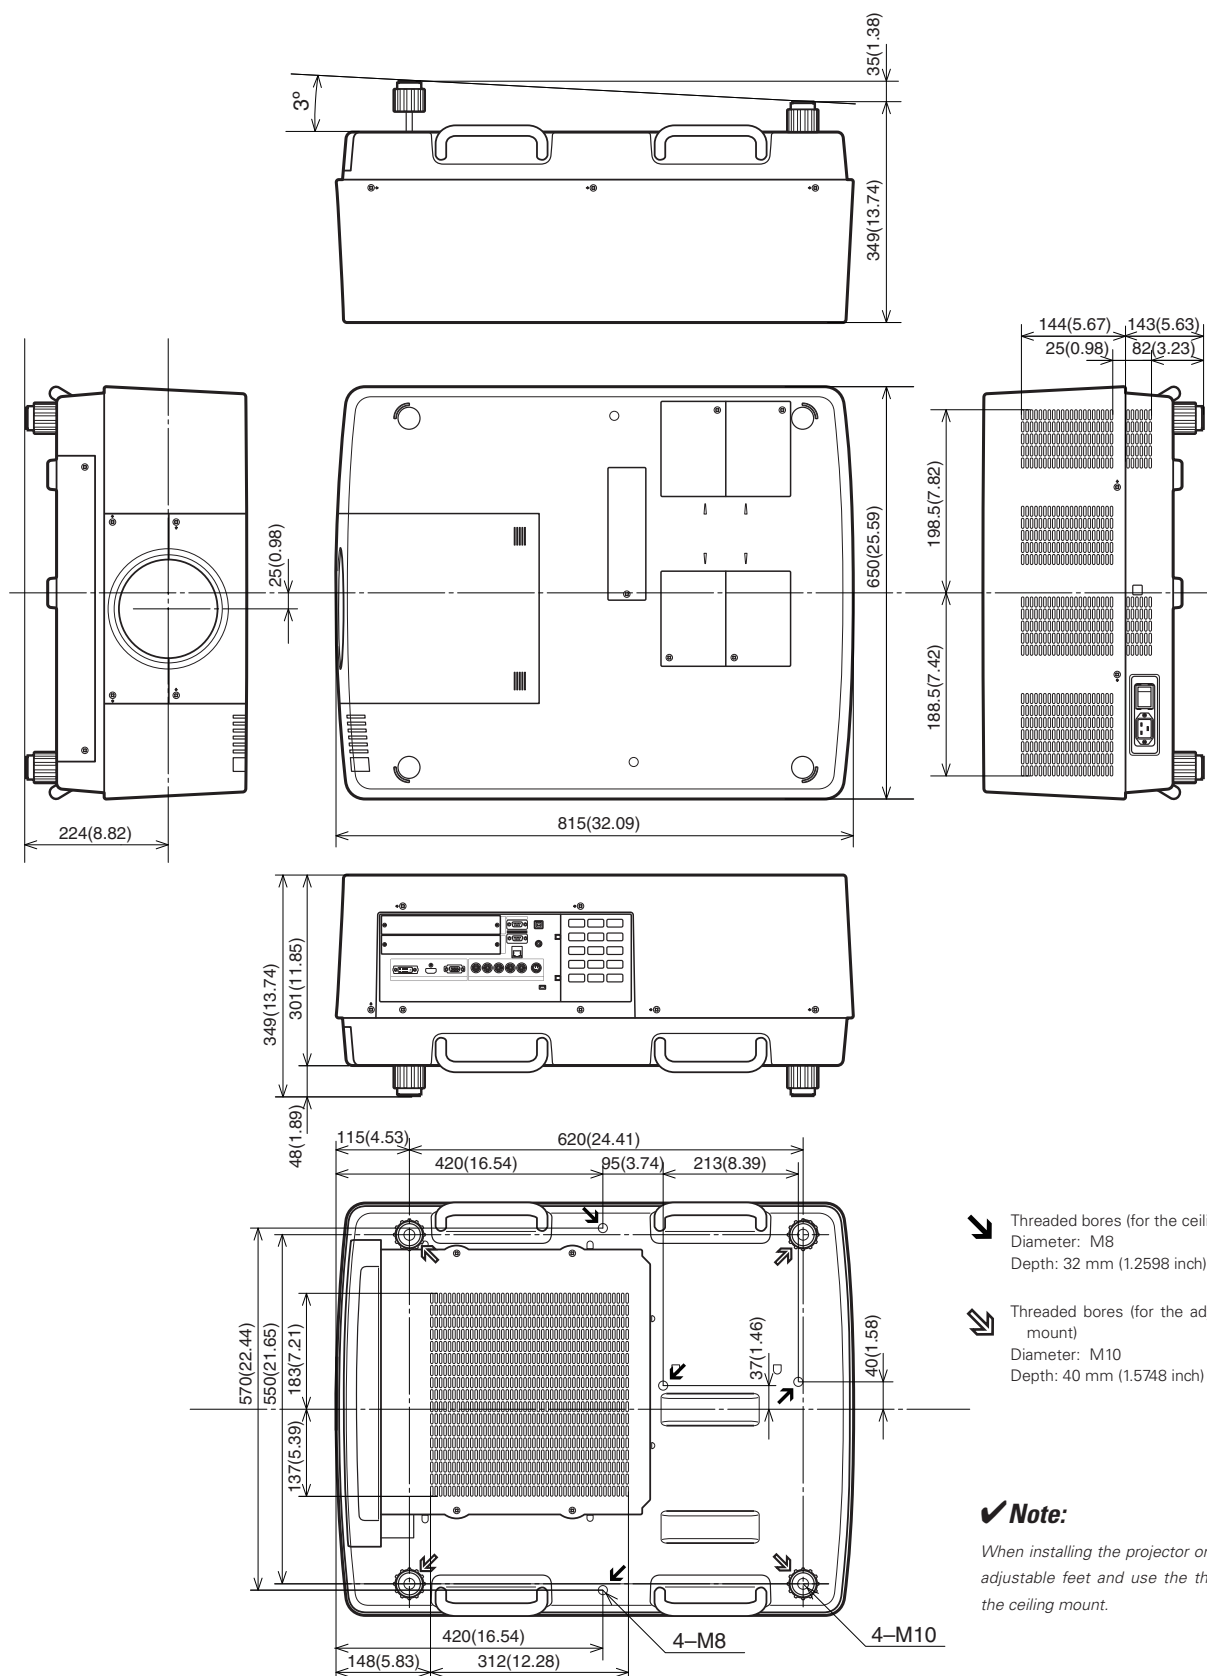 35(1.38)
3°
349(13.74)
144(5.67)
143(5.63)
25(0.98)
82(3.23)
198.5(7.82)
25(0.98)
650(25.59)
188.5(7.42)
224(8.82)
815(32.09)
349(13.74)
301(11.85)
48(1.89)
115(4.53)
620(24.41)
420(16.54)
95(3.74)
213(8.39)
Threaded bores (for the
Diameter: M8
Depth: 32 mm (1.2598 inch)
Threaded bores (for the
mount)
Diameter: M10
Depth: 40 mm (1.5748 inch)
570(22.44)
550(21.65)
183(7.21)
37(1.46)
40(1.58)
137(5.39)
✔Note:
When installing the projector
adjustable feet and use the
the ceiling mount.
420(16.54)
4–M8
4–M10
148(5.83)
312(12.28)